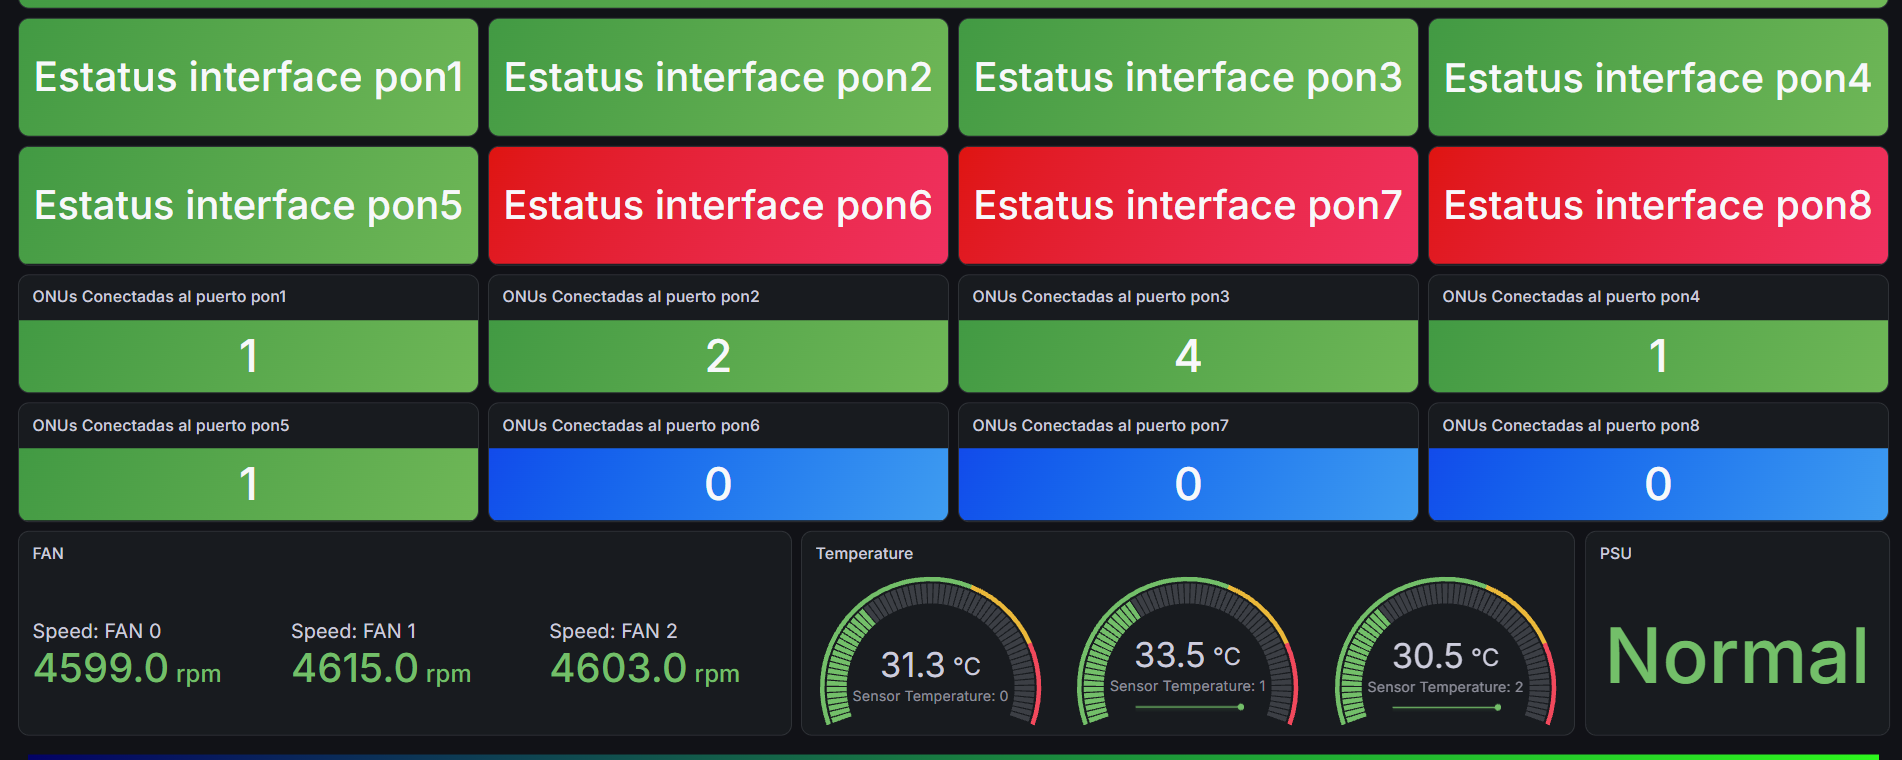 Estatus interface pon1
Estatus interface pon2
Estatus interface pon3
Estatus interface pon4
Estatus interface pon5
Estatus interface pon6
Estatus interface pon7
Estatus interface pon8
ONUs Conectadas al puerto pon1
1
ONUs Conectadas al puerto pon2
2
ONUs Conectadas al puerto pon3
4
ONUs Conectadas al puerto pon4
1
ONUs Conectadas al puerto pon5
1
ONUs Conectadas al puerto pon6
0
ONUs Conectadas al puerto pon7
0
ONUs Conectadas al puerto pon8
0
FAN
Speed: FAN 0
4599.0 rpm
Speed: FAN 1
4615.0 rpm
Speed: FAN 2
4603.0 rpm
Temperature
31.3 °C
Sensor Temperature: 0
33.5 °C
Sensor Temperature: 1
30.5 °C
Sensor Temperature: 2
PSU
Normal